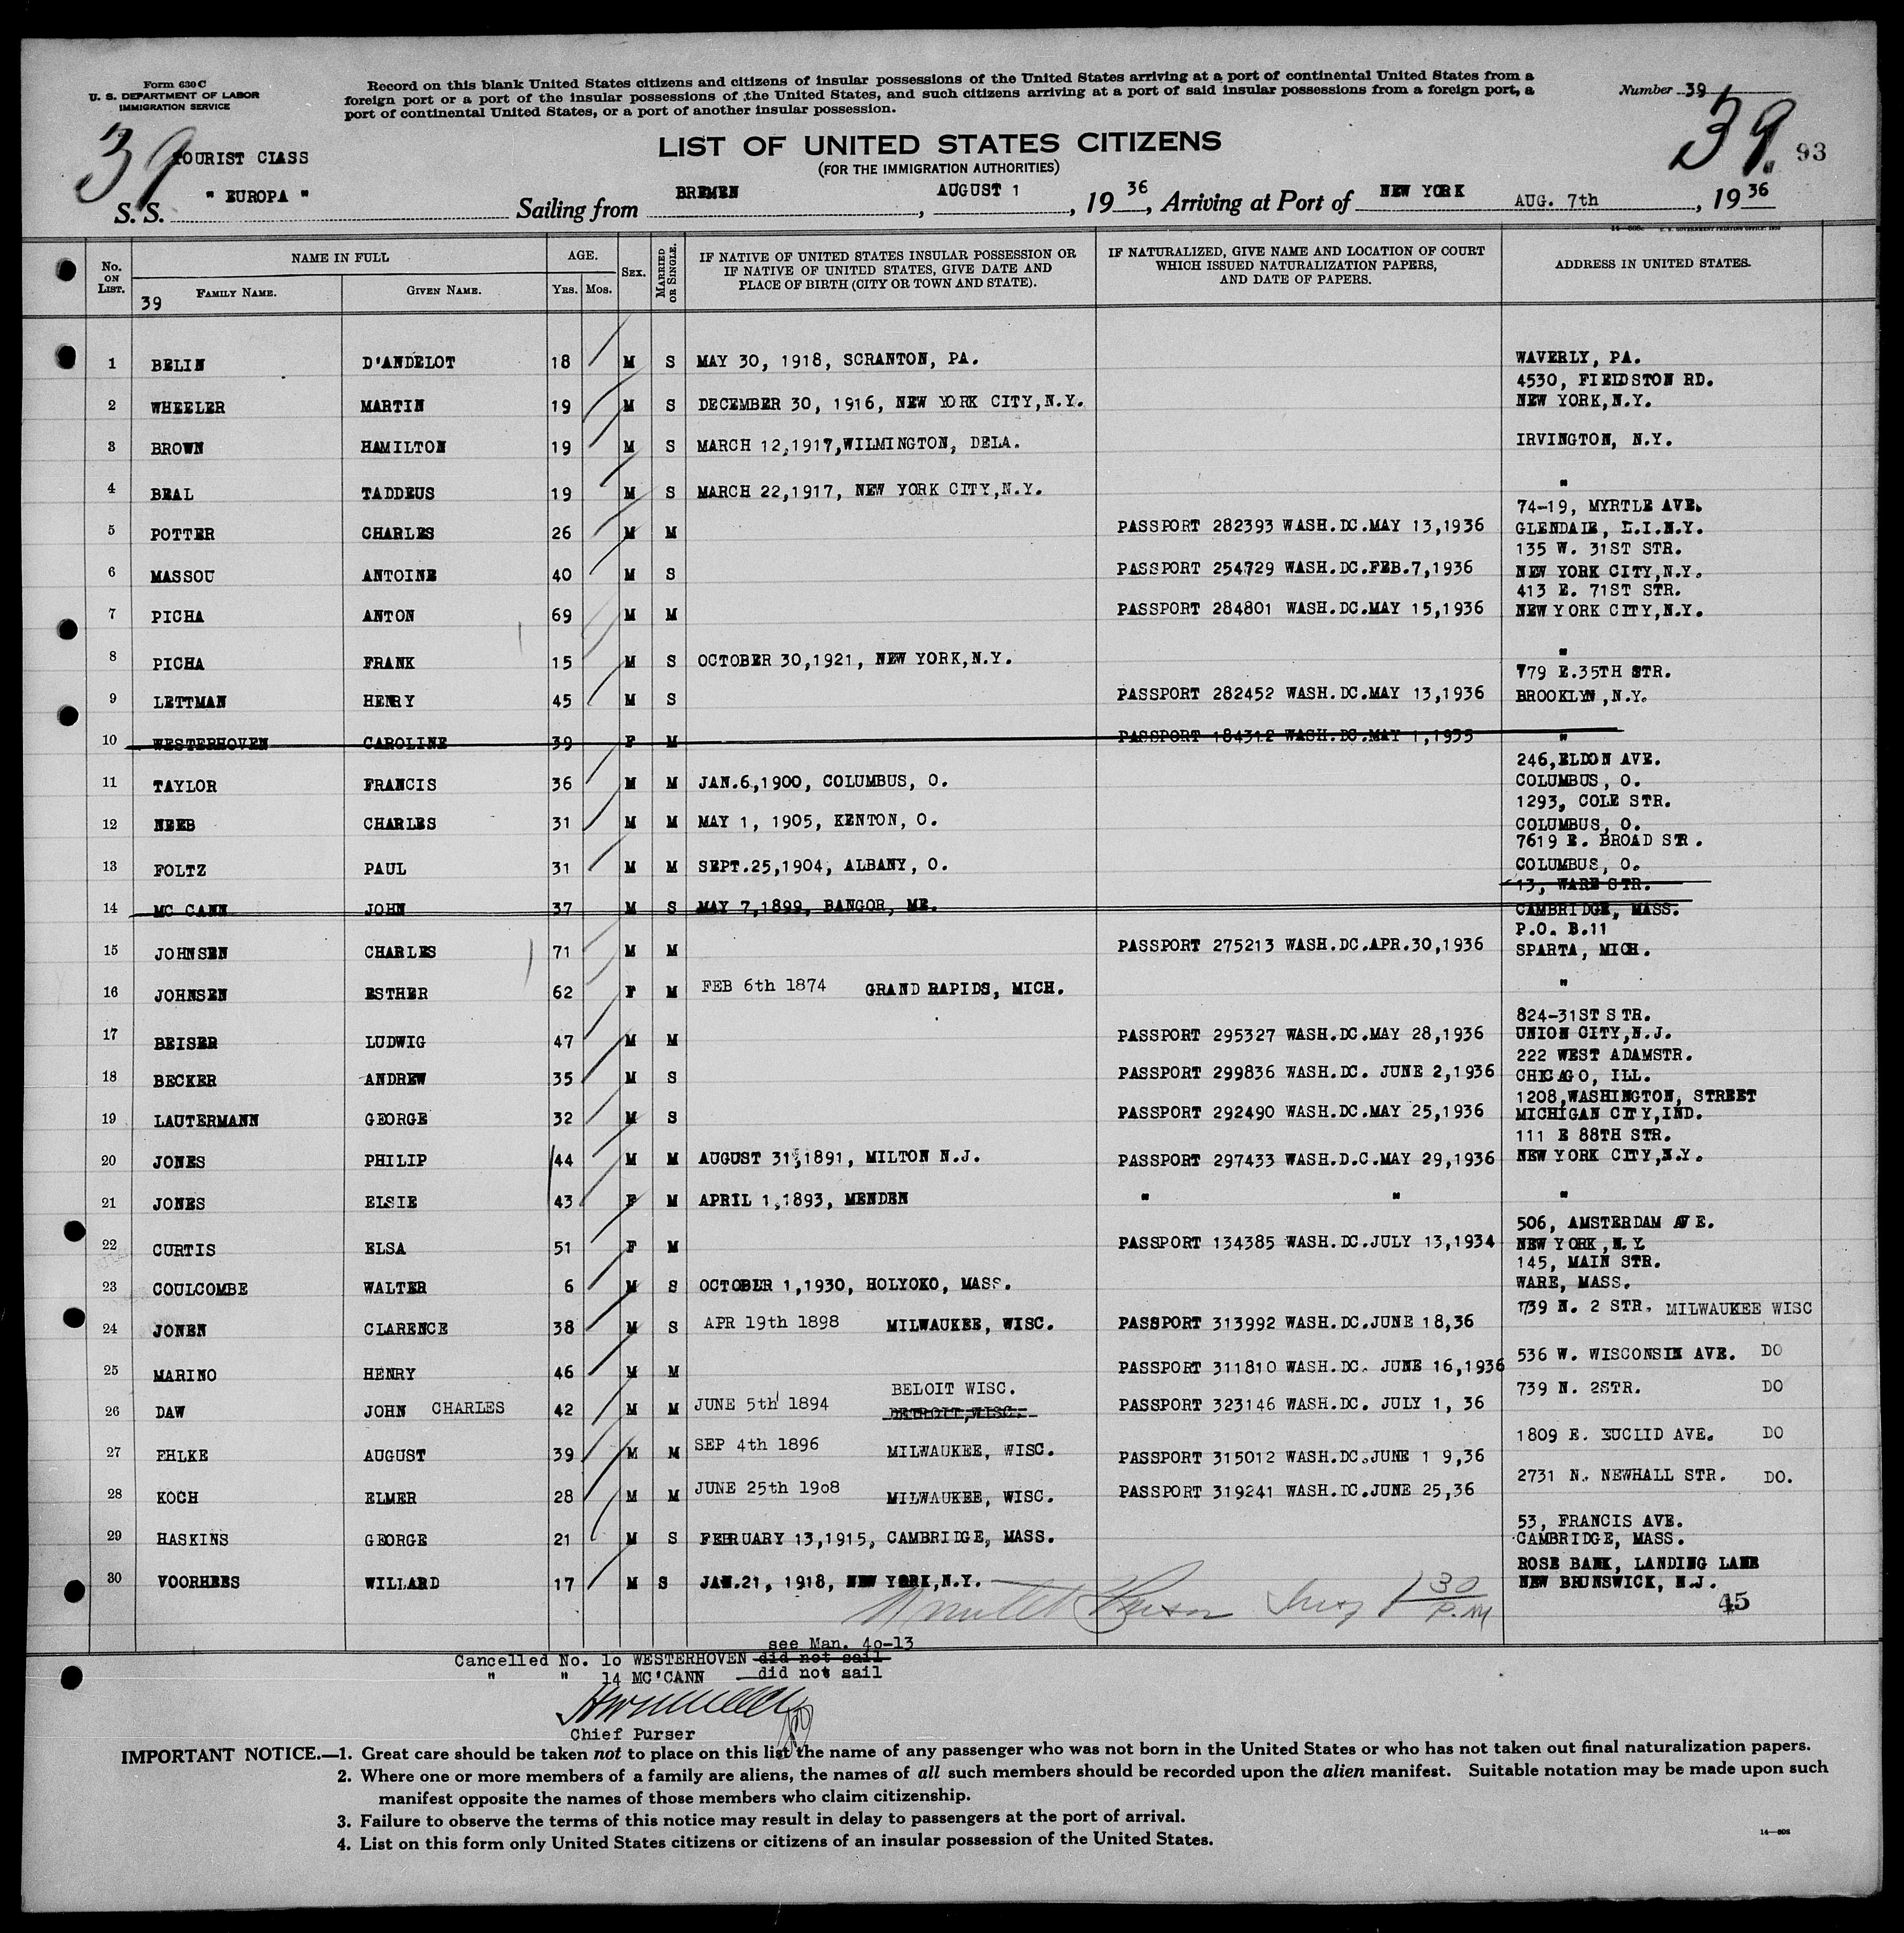 Form 630 C
U. S. DEPARTMENT OF LABOR
IMMIGRATION SERVICE
Record on this blank United States citizens and citizens of insular possessions of the United States arriving at a port of continental United States from a
foreign port or a port of the insular possessions of the United States, and such citizens arriving at a port of said insular possessions from a foreign port, a
port of continental United States, or a port of another insular possession.
Number 39
39
39
93
TOURIST CLASS
LIST OF UNITED STATES CITIZENS
(FOR THE IMMIGRATION AUTHORITIES)
S. S. " EUROPA " Sailing from BREMEN, AUGUST 1, 1936, Arriving at Port of NEW YORK AUG. 7th, 1936
No. ON LIST. NAME IN FULL AGE. SEX. MARRIED OR SINGLE. IF NATIVE OF UNITED STATES INSULAR POSSESSION OR IF NATIVE OF UNITED STATES, GIVE DATE AND PLACE OF BIRTH (CITY OR TOWN AND STATE). IF NATURALIZED, GIVE NAME AND LOCATION OF COURT WHICH ISSUED NATURALIZATION PAPERS, AND DATE OF PAPERS. ADDRESS IN UNITED STATES.
39 FAMILY NAME. GIVEN NAME. YRS. MOS.
1 BELIN D'ANDELOT 18 M S MAY 30, 1918, SCRANTON, PA. WAVERLY, PA.
4530, FIELDSTON RD.
2 WHEELER MARTIN 19 M S DECEMBER 30, 1916, NEW YORK CITY,N.Y. NEW YORK,N.Y.
3 BROWN HAMILTON 19 M S MARCH 12,1917,WILMINGTON, DELA. IRVINGTON, N.Y.
4 BEAL TADDEUS 19 M S MARCH 22,1917, NEW YORK CITY,N.Y. "
74-19, MYRTLE AVE.
5 POTTER CHARLES 26 M M PASSPORT 282393 WASH.DC.MAY 13,1936 GLENDALE, L.I.N.Y.
135 W. 31ST STR.
6 MASSOU ANTOINE 40 M S PASSPORT 254729 WASH.DC.FEB.7,1936 NEW YORK CITY,N.Y.
413 E. 71ST STR.
7 PICHA ANTON 69 M M PASSPORT 284801 WASH.DC.MAY 15,1936 NEW YORK CITY,N.Y.
8 PICHA FRANK 15 M S OCTOBER 30,1921, NEW YORK,N.Y. "
779 E.35TH STR.
9 LETTMAN HENRY 45 M S PASSPORT 282452 WASH.DC.MAY 13,1936 BROOKLYN,N.Y.
10 WESTERHOVEN CAROLINE 39 F M PASSPORT 184312 WASH.DC.MAY 1,1935 "
246,ELDON AVE.
11 TAYLOR FRANCIS 36 M M JAN.6,1900, COLUMBUS, O. COLUMBUS, O.
1293, COLE STR.
12 NEEB CHARLES 31 M M MAY 1, 1905, KENTON, O. COLUMBUS, O.
7619 E. BROAD STR.
13 FOLTZ PAUL 31 M M SEPT.25,1904, ALBANY, O. COLUMBUS, O.
13, WARE STR.
14 MC CANN JOHN 37 M S MAY 7,1899, BANGOR, ME. CAMBRIDGE, MASS.
P.O. B.11
15 JOHNSEN CHARLES 71 M M PASSPORT 275213 WASH.DC.APR.30,1936 SPARTA, MICH.
16 JOHNSEN ESTHER 62 F M FEB 6th 1874 GRAND RAPIDS, MICH. "
824-31ST STR.
17 BEISER LUDWIG 47 M M PASSPORT 295327 WASH.DC.MAY 28,1936 UNION CITY,N.J.
222 WEST ADAMSTR.
18 BECKER ANDREW 35 M S PASSPORT 299836 WASH.DC. JUNE 2,1936 CHICAGO, ILL.
1208,WASHINGTON, STREET
19 LAUTERMANN GEORGE 32 M S PASSPORT 292490 WASH.DC.MAY 25,1936 MICHIGAN CITY,IND.
111 E 88TH STR.
20 JONES PHILIP 44 M M AUGUST 31,1891, MILTON N.J. PASSPORT 297433 WASH.D.C.MAY 29,1936 NEW YORK CITY,N.Y.
21 JONES ELSIE 43 F M APRIL 1,1893, MENDEN " " "
506, AMSTERDAM AVE.
22 CURTIS ELSA 51 F M PASSPORT 134385 WASH.DC.JULY 13,1934 NEW YORK,N.Y.
145, MAIN STR.
23 COULCOMBE WALTER 6 M S OCTOBER 1,1930, HOLYOKO, MASS. WARE, MASS.
24 JONEN CLARENCE 38 M S APR 19th 1898 MILWAUKEE, WISC. PASSPORT 313992 WASH.DC.JUNE 18,36 739 N. 2 STR. MILWAUKEE WISC
25 MARINO HENRY 46 M M PASSPORT 311810 WASH.DC. JUNE 16,1936 536 W. WISCONSIN AVE. DO
BELOIT WISC.
26 DAW JOHN CHARLES 42 M M JUNE 5th 1894 DETROIT,WISC. PASSPORT 323146 WASH.DC. JULY 1, 36 739 N. 2STR. DO
27 EHLKE AUGUST 39 M M SEP 4th 1896 MILWAUKEE, WISC. PASSPORT 315012 WASH.DC.JUNE 1 9,36 1809 E. EUCLID AVE. DO
28 KOCH ELMER 28 M M JUNE 25th 19o8 MILWAUKEE, WISC. PASSPORT 319241 WASH.DC.JUNE 25,36 2731 N. NEWHALL STR. DO.
53, FRANCIS AVE.
29 HASKINS GEORGE 21 M S FEBRUARY 13,1915, CAMBRIDGE, MASS. CAMBRIDGE, MASS.
ROSE BANK, LANDING LANE
30 VOORHEES WILLARD 17 M S JAN.21, 1918, NEW YORK,N.Y. NEW BRUNSWICK, N.J.
1 30 P.M
45
see Man. 4o-13
Cancelled No. 1o WESTERHOVEN did not sail
" " 14 MC'CANN did not sail
Chief Purser
IMPORTANT NOTICE.—1. Great care should be taken not to place on this list the name of any passenger who was not born in the United States or who has not taken out final naturalization papers.
2. Where one or more members of a family are aliens, the names of all such members should be recorded upon the alien manifest. Suitable notation may be made upon such
manifest opposite the names of those members who claim citizenship.
3. Failure to observe the terms of this notice may result in delay to passengers at the port of arrival.
4. List on this form only United States citizens or citizens of an insular possession of the United States.